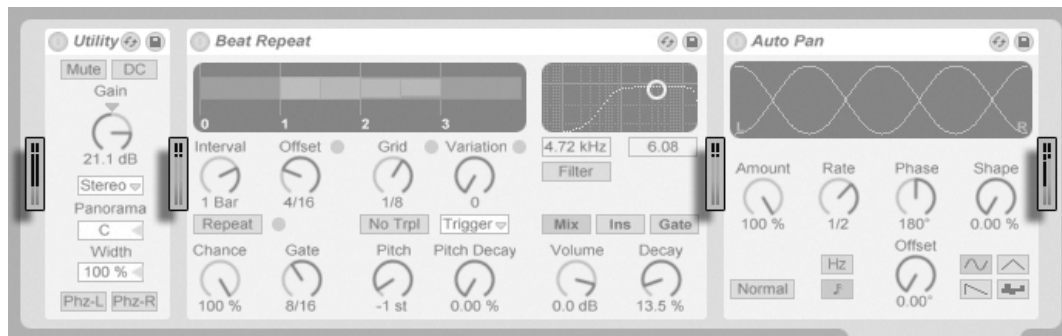 Utility
Mute DC
Gain
21.1 dB
Stereo
Panorama
C
Width
100 %
Phz-L Phz-R
Beat Repeat
0 1 2 3
Interval Offset Grid Variation
1 Bar 4/16 1/8 0
Repeat No Trpl Trigger
Chance Gate Pitch Pitch Decay
100 % 8/16 -1 st 0.00 %
4.72 kHz 6.08
Filter
Mix Ins Gate
Volume Decay
0.0 dB 13.5 %
Auto Pan
L R
Amount Rate Phase Shape
100 % 1/2 180° 0.00 %
Offset
Hz
Normal
0.00°